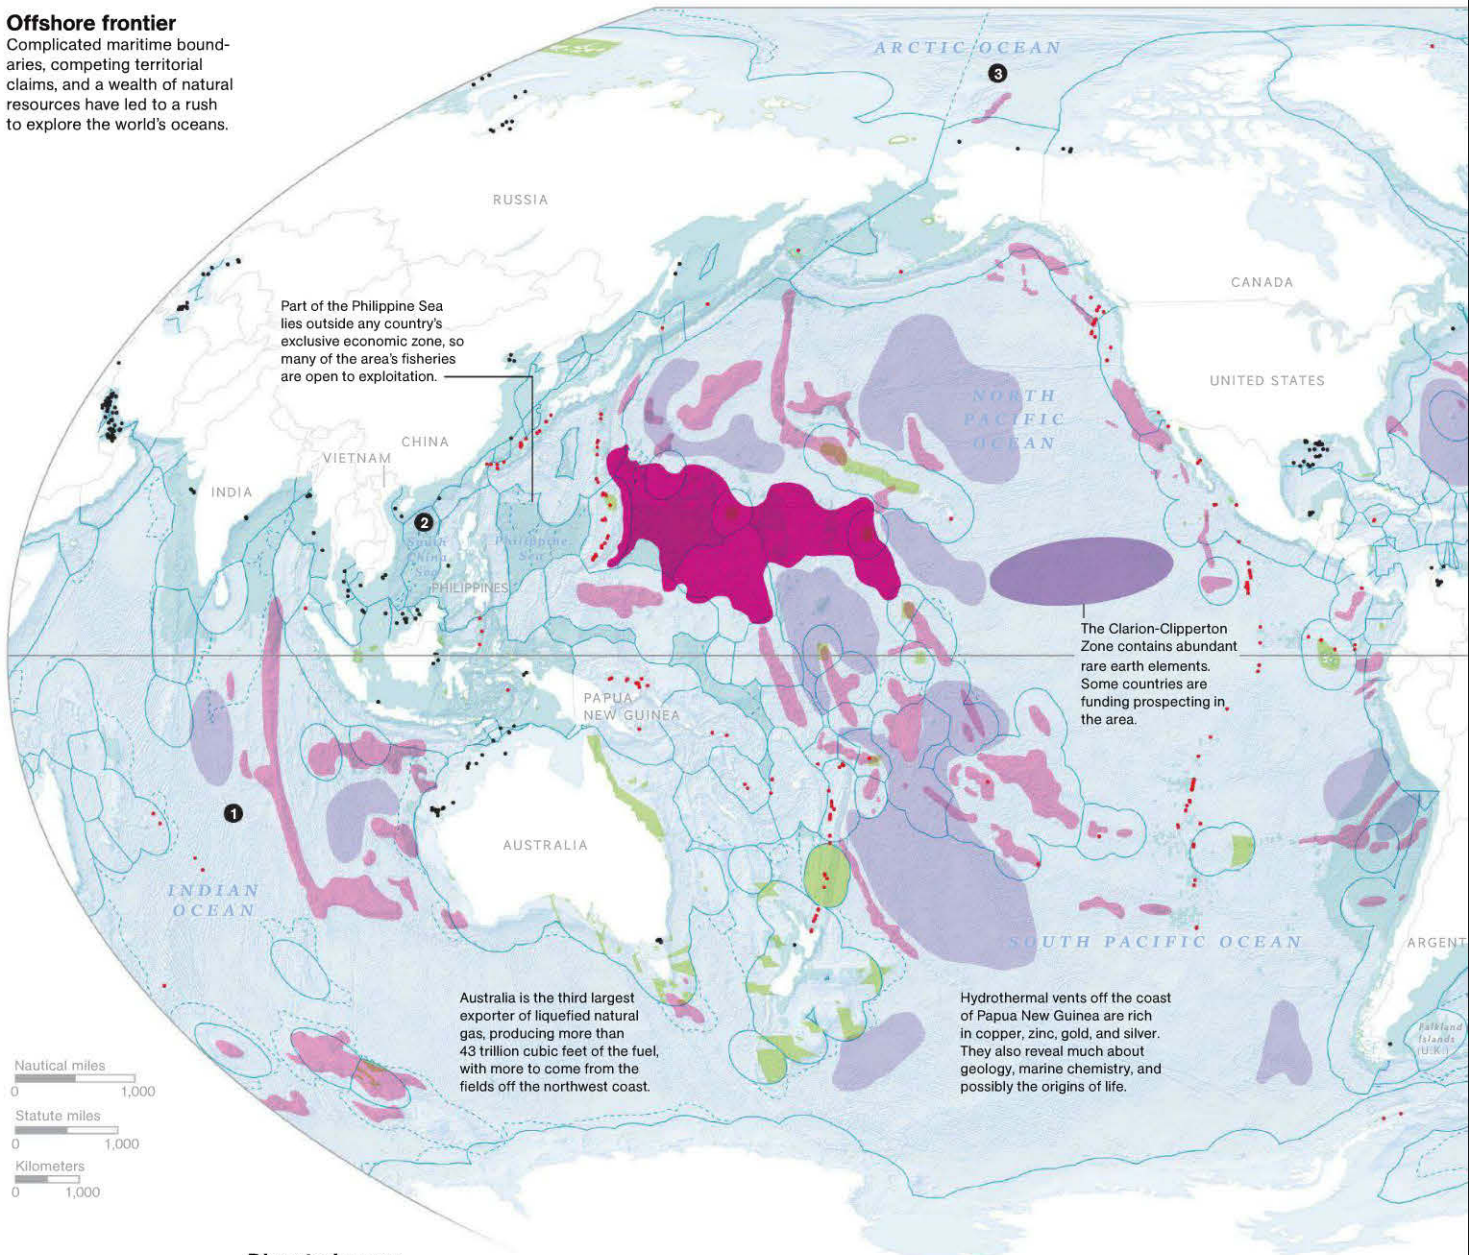 Offshore frontier
Complicated maritime bound-
aries, competing territorial
claims, and a wealth of natural
resources have led to a rush
to explore the world's oceans.
ARCTIC OCEAN
3
RUSSIA
CANADA
Part of the Philippine Sea
lies outside any country's
exclusive economic zone, so
many of the area's fisheries
are open to exploitation.
UNITED STATES
NORTH
PACIFIC
OCEAN
CHINA
VIETNAM
INDIA
2
South
China
Sea
Philippine
Sea
PHILIPPINES
The Clarion-Clipperton
Zone contains abundant
rare earth elements.
Some countries are
funding prospecting in
the area.
PAPUA
NEW GUINEA
1
AUSTRALIA
INDIAN
OCEAN
SOUTH PACIFIC OCEAN
ARGENT
Australia is the third largest
exporter of liquefied natural
gas, producing more than
43 trillion cubic feet of the fuel,
with more to come from the
fields off the northwest coast.
Hydrothermal vents off the coast
of Papua New Guinea are rich
in copper, zinc, gold, and silver.
They also reveal much about
geology, marine chemistry, and
possibly the origins of life.
Falkland
Islands
(U.K.)
Nautical miles
0 1,000
Statute miles
0 1,000
Kilometers
0 1,000